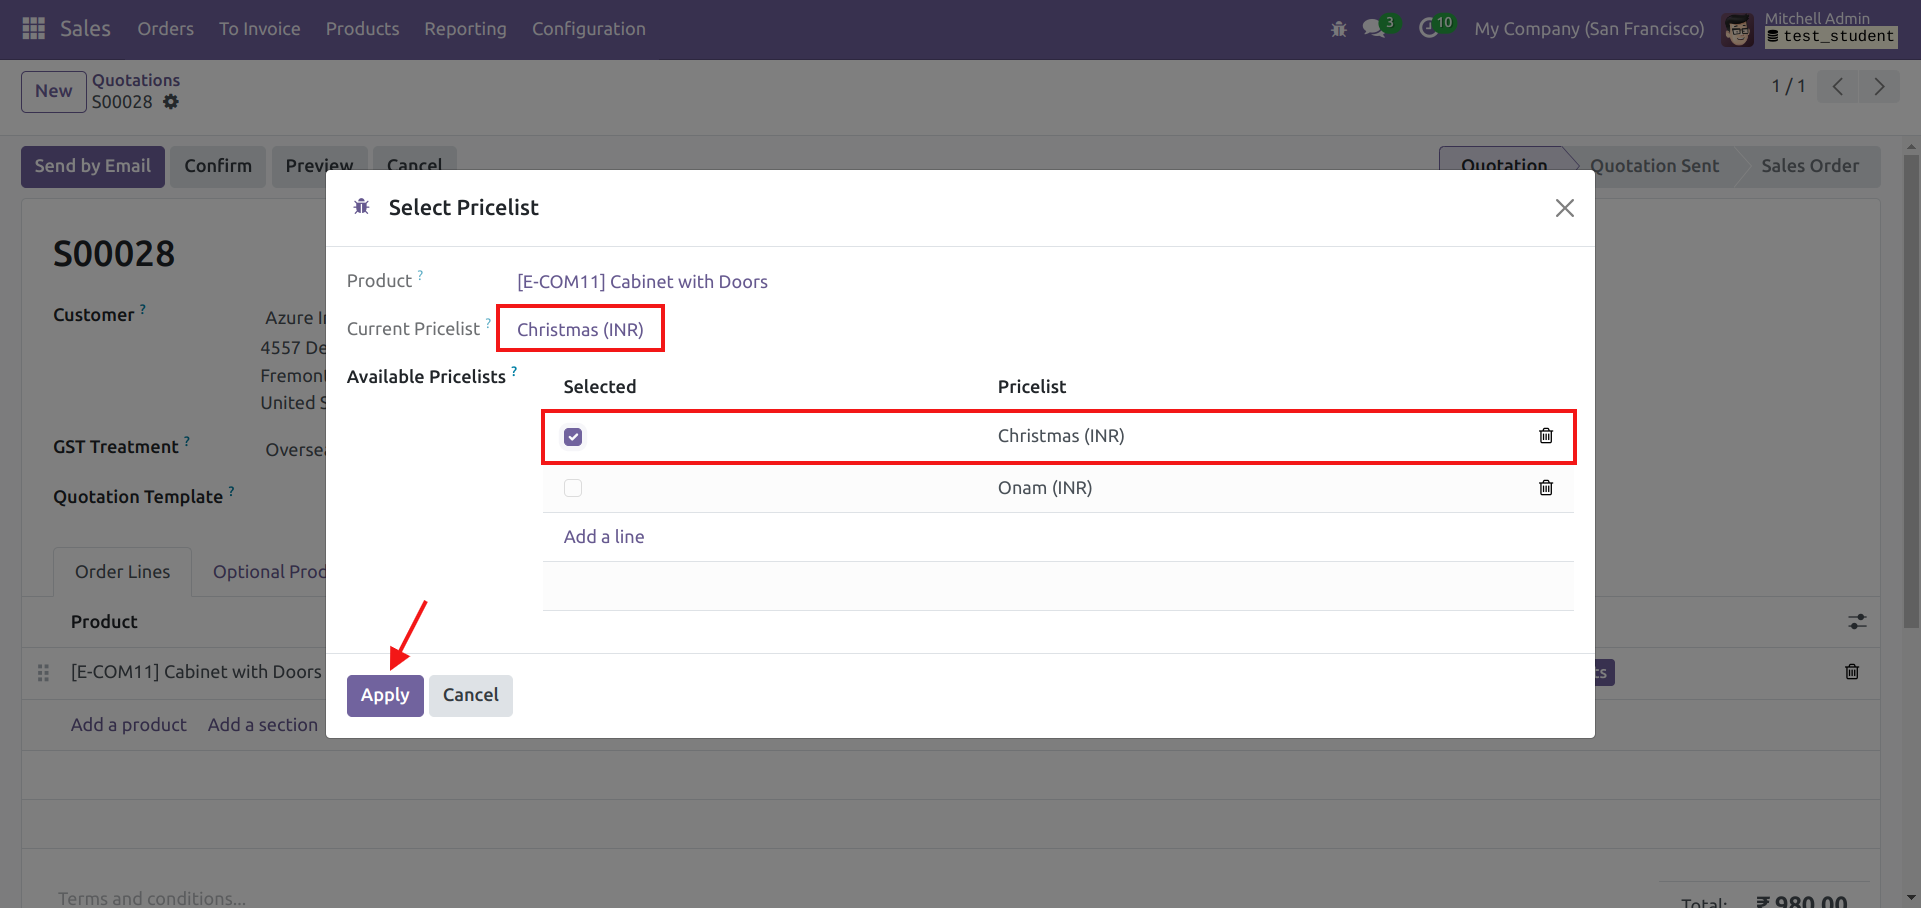 Sales Orders To Invoice Products Reporting Configuration 3 10 My Company (San Francisco) Mitchell Admin
test_student
New Quotations
S00028
1 / 1
Send by Email Confirm Preview Cancel Quotation Quotation Sent Sales Order
Select Pricelist
S00028
Product ? [E-COM11] Cabinet with Doors
Customer ? Azure
Current Pricelist ? Christmas (INR)
4557
Available Pricelists ? Selected Pricelist
Fremont
United
Christmas (INR)
GST Treatment ?
Onam (INR)
Quotation Template ?
Add a line
Order Lines Optional
Product
[E-COM11] Cabinet with Doors
Apply Cancel
Add a product Add a section
Terms and conditions...
Total: ₹ 980.00